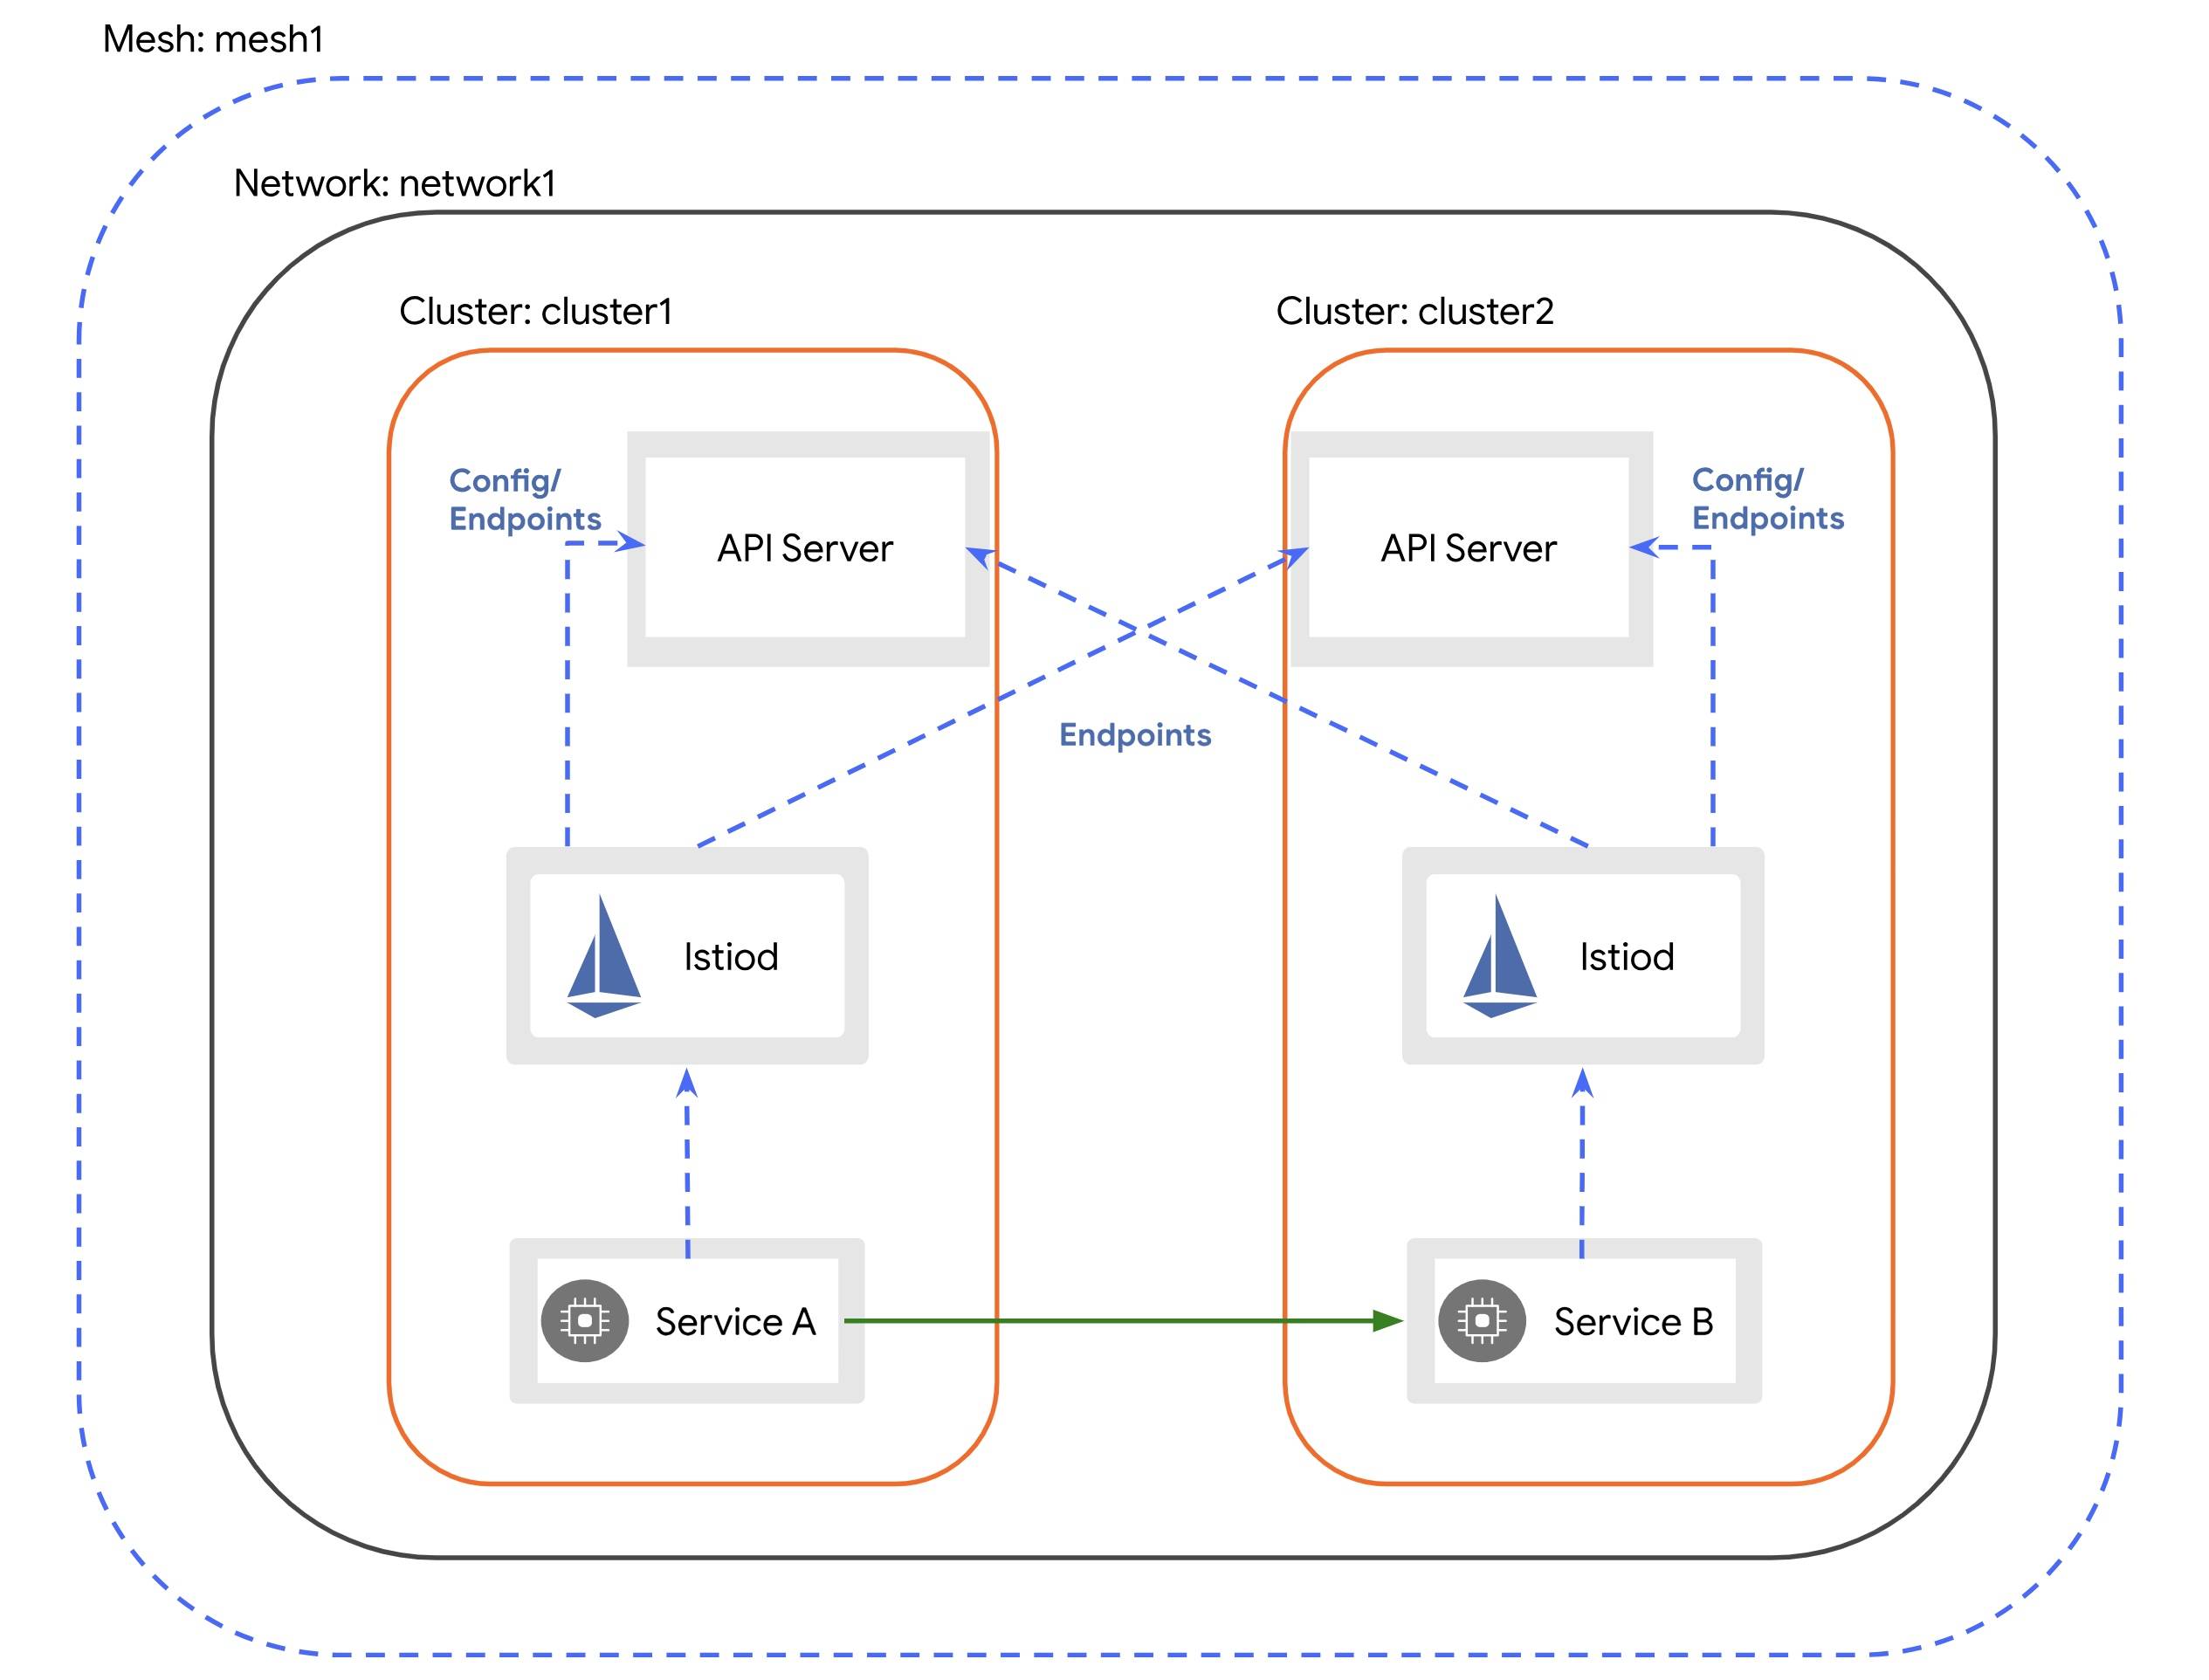 Mesh: mesh1
Network: network1
Cluster: cluster1
Cluster: cluster2
Config/
Endpoints
API Server
API Server
Config/
Endpoints
Endpoints
Istiod
Istiod
Service A
Service B